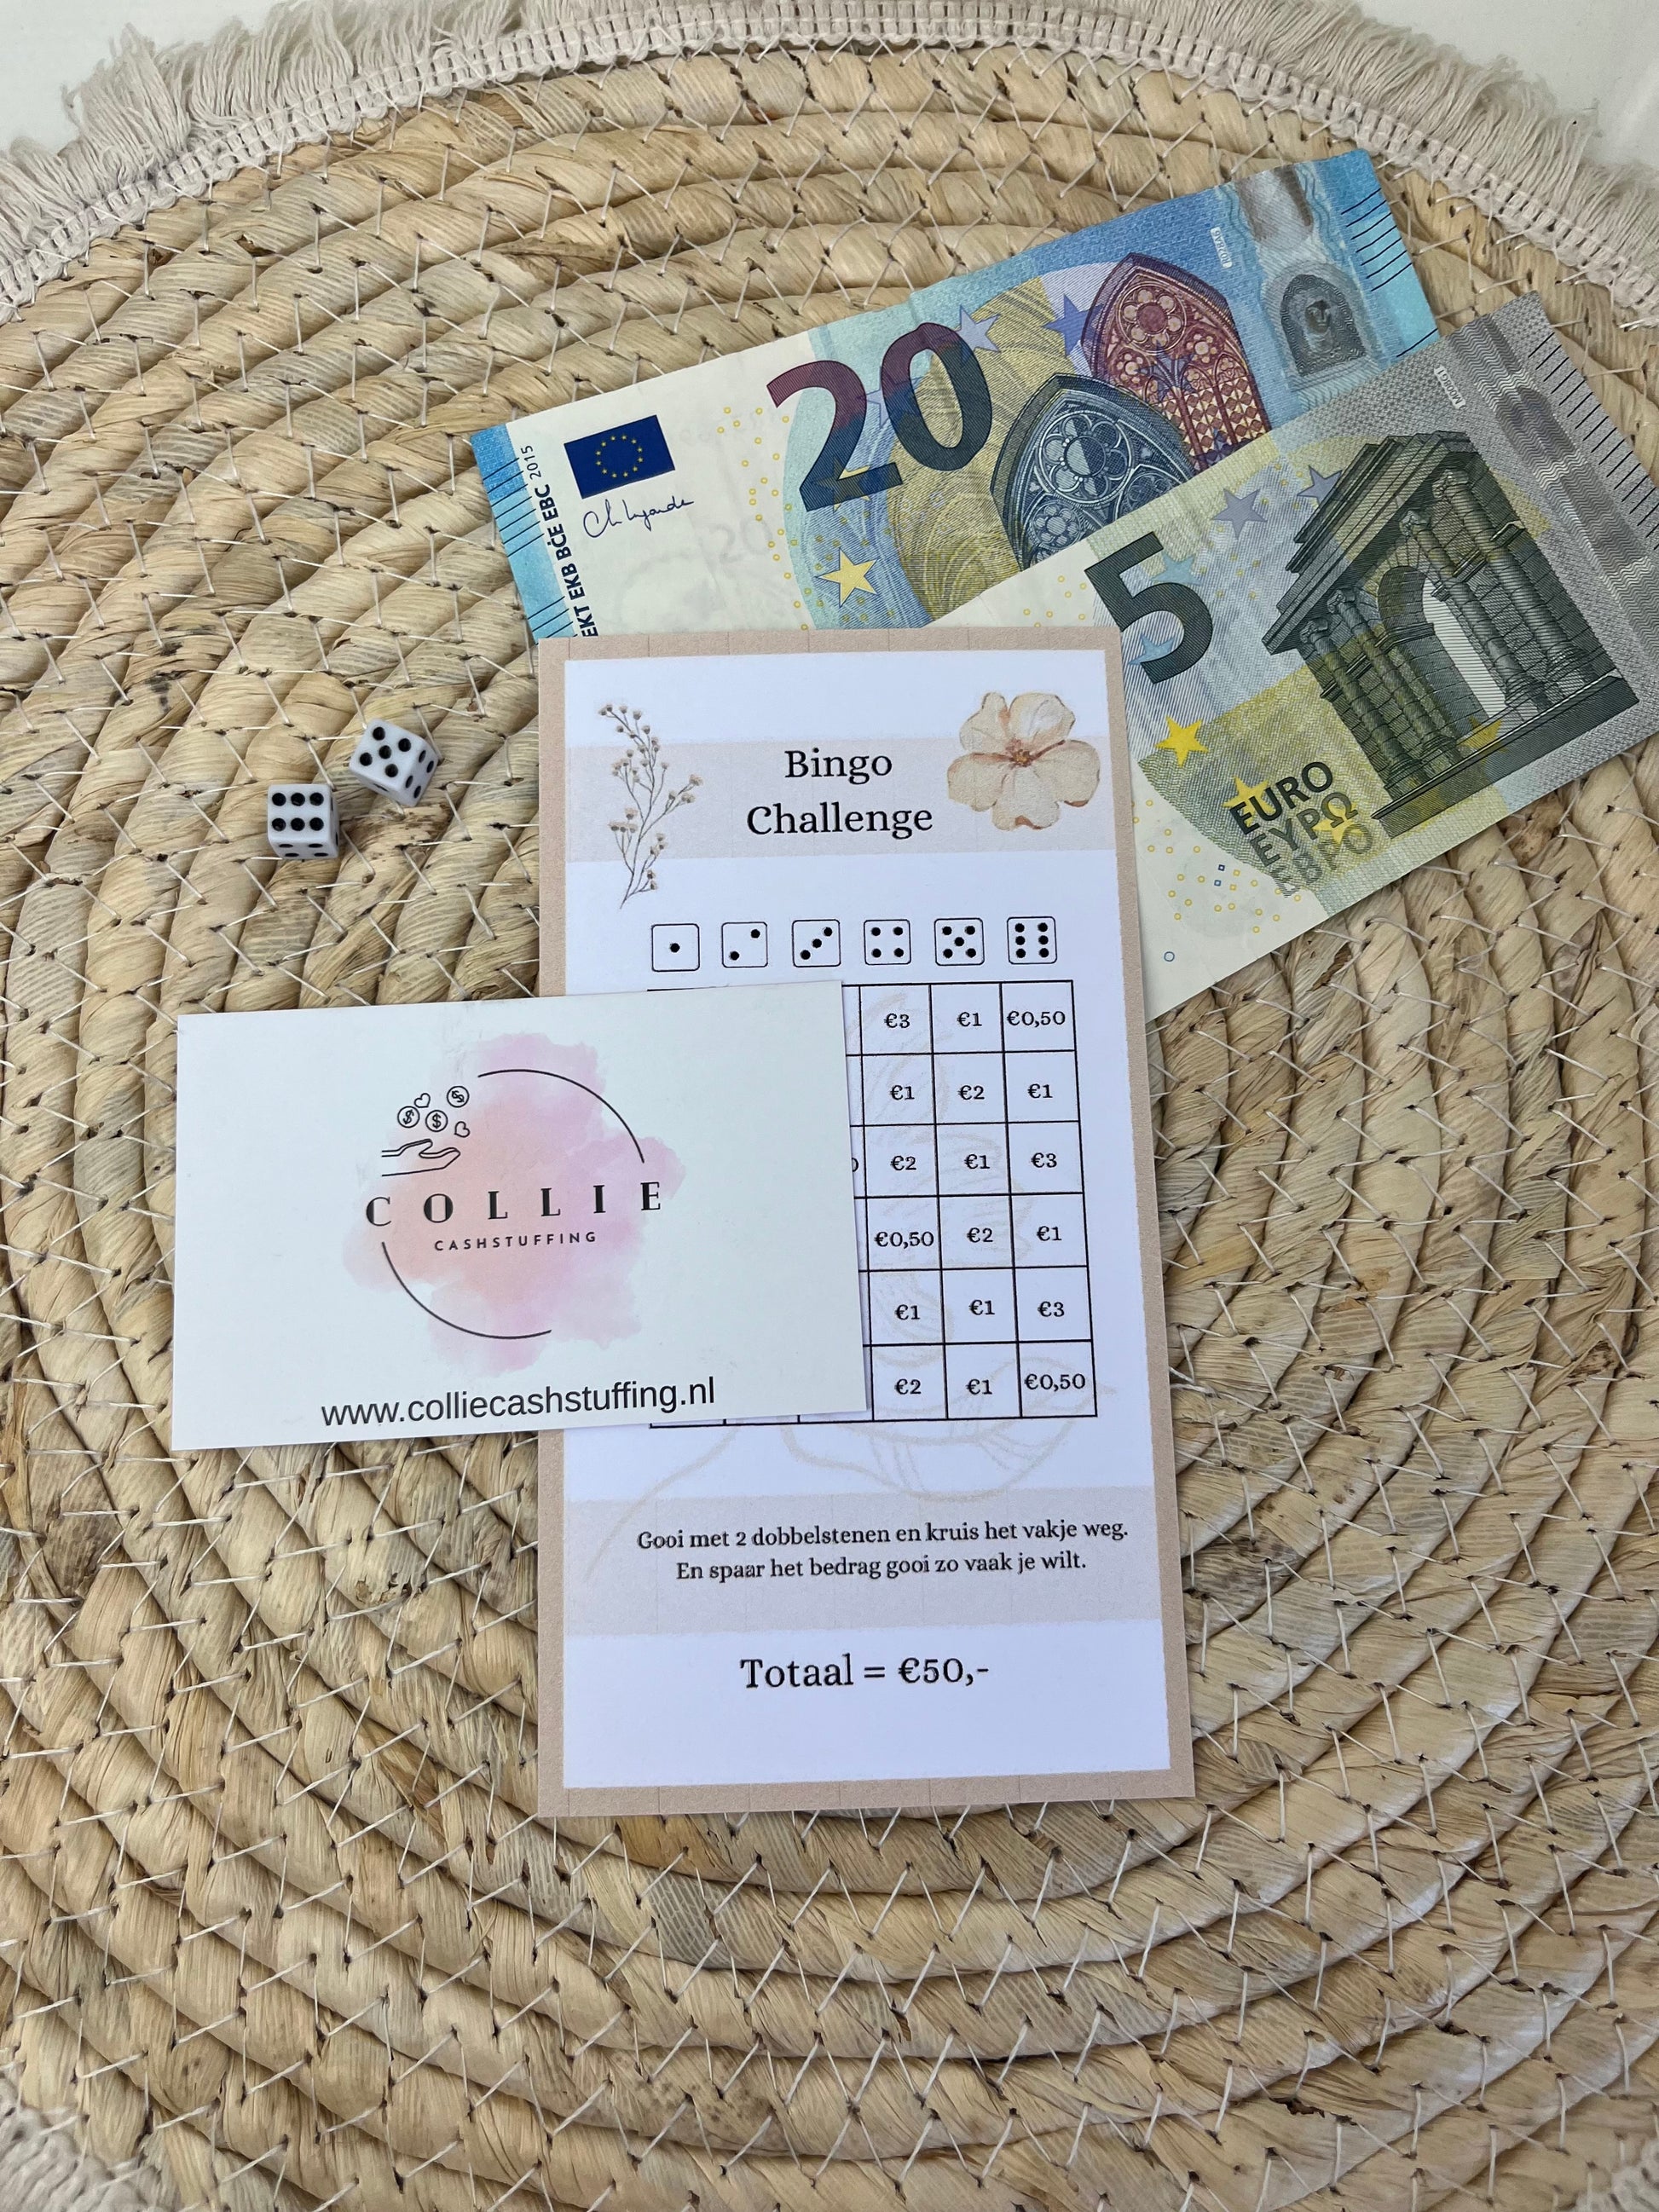 20
EKT EKB BĊE EBC 2015
5
EURO
ΕΥΡΩ
ЕВРО
Bingo
Challenge
€3 €1 €0,50
€1 €2 €1
€2 €1 €3
€0,50 €2 €1
€1 €1 €3
€2 €1 €0,50
COLLIE
CASHSTUFFING
www.colliecashstuffing.nl
Gooi met 2 dobbelstenen en kruis het vakje weg.
En spaar het bedrag gooi zo vaak je wilt.
Totaal = €50,-